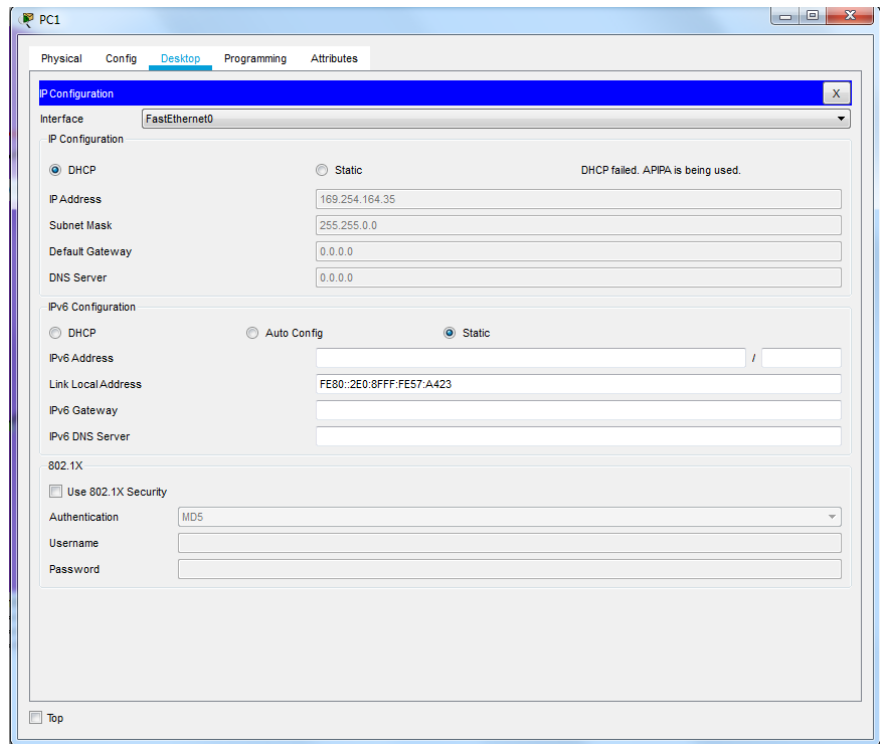 PC1
Physical Config Desktop Programming Attributes
IP Configuration X
Interface FastEthernet0
IP Configuration
DHCP Static DHCP failed. APIPA is being used.
IP Address 169.254.164.35
Subnet Mask 255.255.0.0
Default Gateway 0.0.0.0
DNS Server 0.0.0.0
IPv6 Configuration
DHCP Auto Config Static
IPv6 Address /
Link Local Address FE80::2E0:8FFF:FE57:A423
IPv6 Gateway
IPv6 DNS Server
802.1X
Use 802.1X Security
Authentication MD5
Username
Password
Top